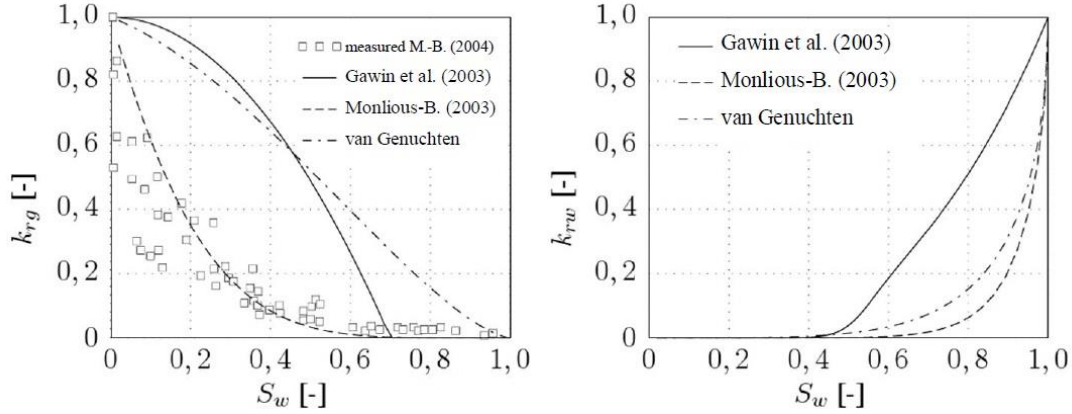 1,0
0,8
0,6
0,4
0,2
0
k_rg [-]
measured M.-B. (2004)
Gawin et al. (2003)
Monlious-B. (2003)
van Genuchten
0 0,2 0,4 0,6 0,8 1,0
S_w [-]
1,0
0,8
0,6
0,4
0,2
0
k_rw [-]
Gawin et al. (2003)
Monlious-B. (2003)
van Genuchten
0 0,2 0,4 0,6 0,8 1,0
S_w [-]